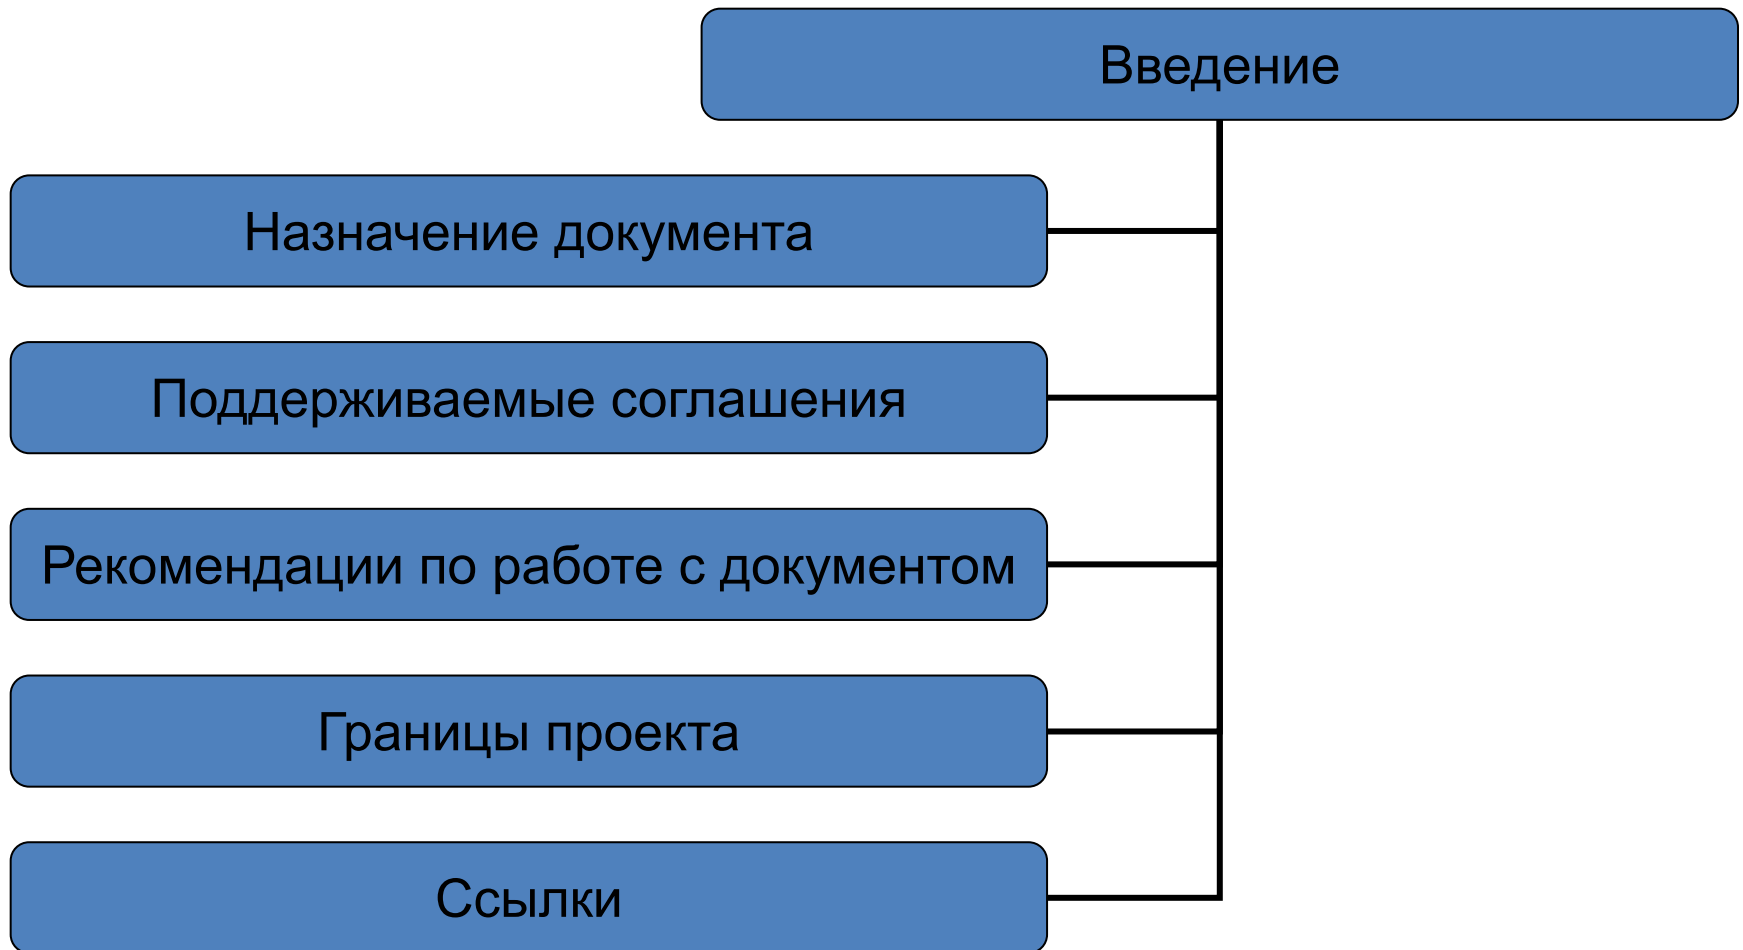 Введение
Назначение документа
Поддерживаемые соглашения
Рекомендации по работе с документом
Границы проекта
Ссылки